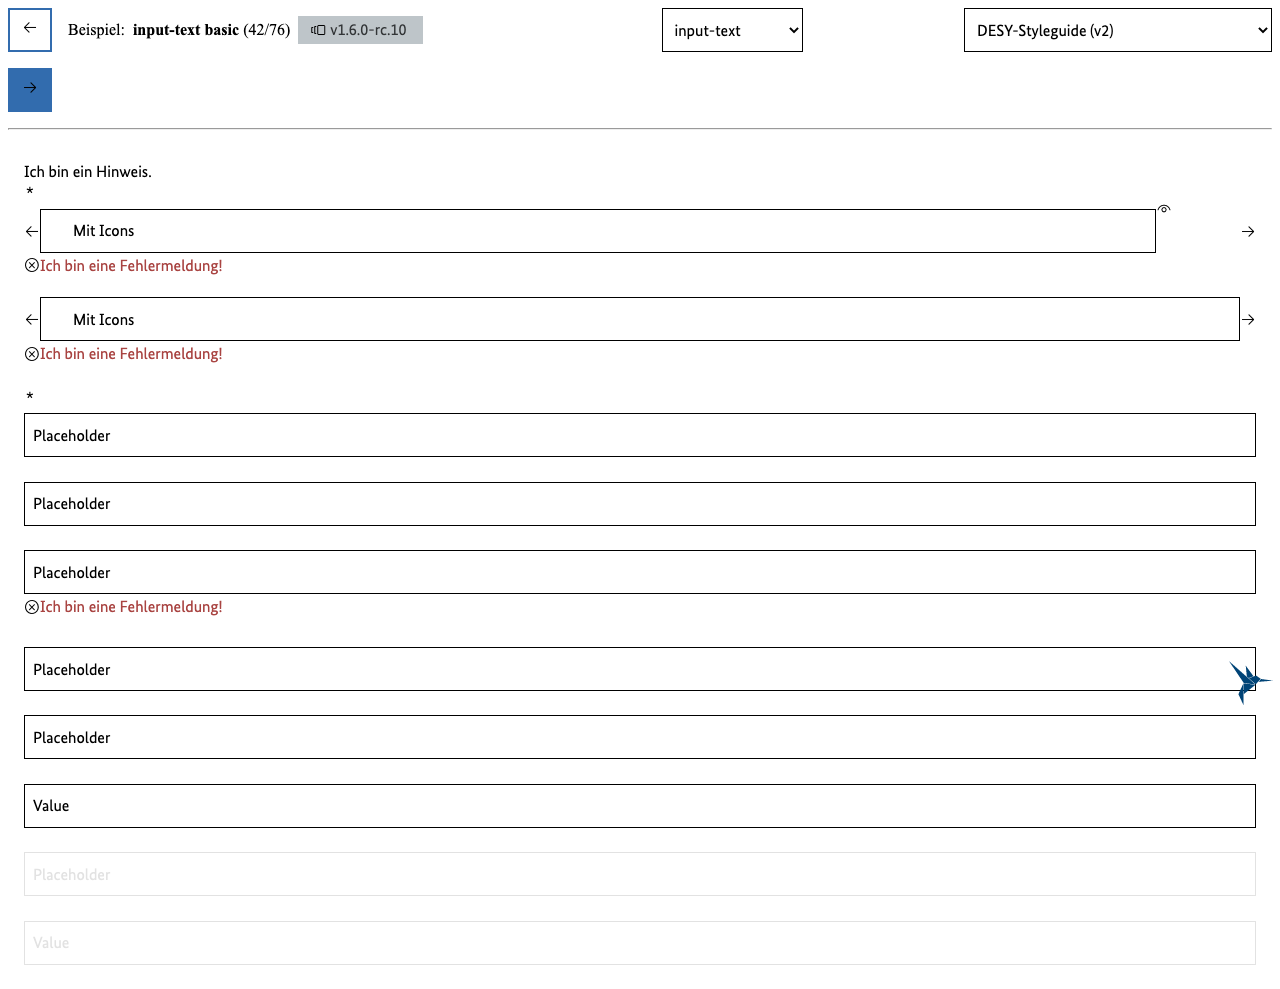 Beispiel: input-text basic (42/76) v1.6.0-rc.10 input-text DESY-Styleguide (v2)
Ich bin ein Hinweis.
*
Mit Icons
Ich bin eine Fehlermeldung!
Mit Icons
Ich bin eine Fehlermeldung!
*
Placeholder
Placeholder
Placeholder
Ich bin eine Fehlermeldung!
Placeholder
Placeholder
Value
Placeholder
Value